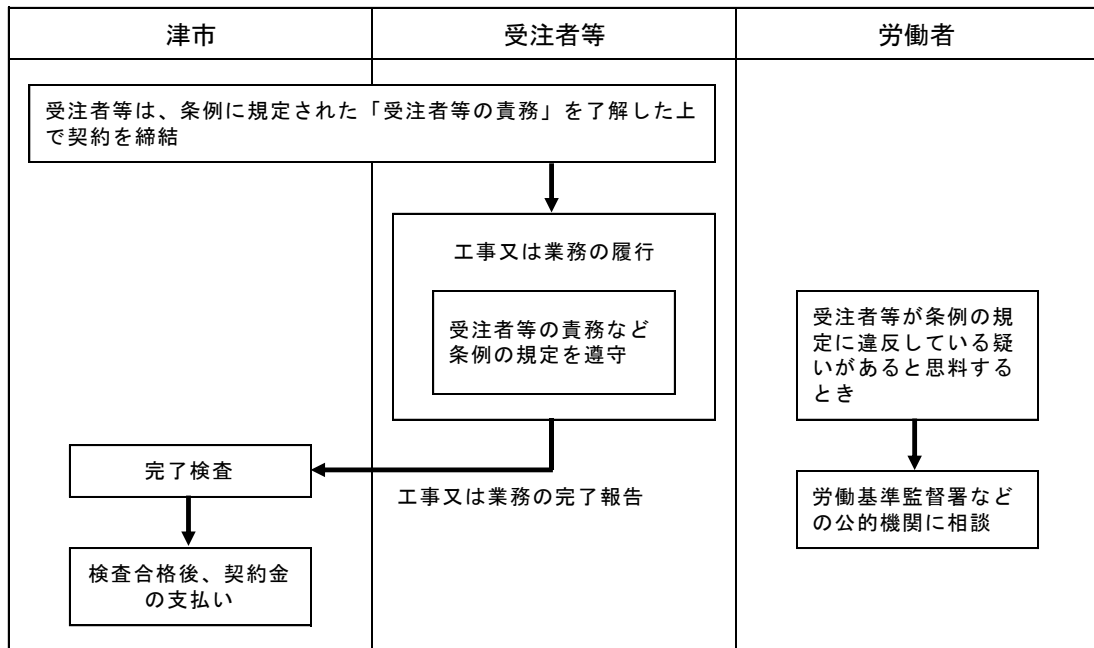 津市
受注者等
労働者
受注者等は、条例に規定された「受注者等の責務」を了解した上
で契約を締結
工事又は業務の履行
受注者等の責務など
条例の規定を遵守
受注者等が条例の規
定に違反している疑
いがあると思料する
とき
完了検査
工事又は業務の完了報告
労働基準監督署など
の公的機関に相談
検査合格後、契約金
の支払い